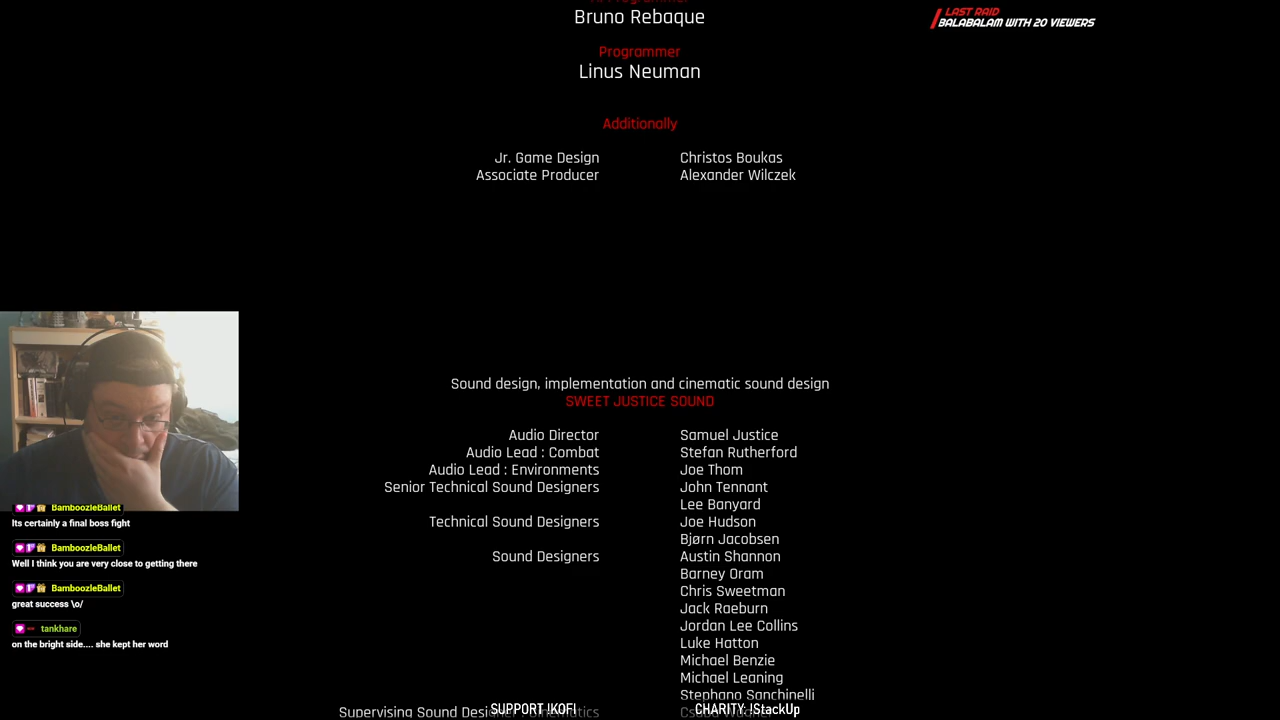 Bruno Rebaque
LAST RAID
BALABALAM WITH 20 VIEWERS
Programmer
Linus Neuman
Additionally
Jr. Game Design Christos Boukas
Associate Producer Alexander Wilczek
Sound design, implementation and cinematic sound design
SWEET JUSTICE SOUND
Audio Director Samuel Justice
Audio Lead : Combat Stefan Rutherford
Audio Lead : Environments Joe Thom
Senior Technical Sound Designers John Tennant
Lee Banyard
Technical Sound Designers Joe Hudson
Bjørn Jacobsen
Sound Designers Austin Shannon
Barney Oram
Chris Sweetman
Jack Raeburn
Jordan Lee Collins
Luke Hatton
Michael Benzie
Michael Leaning
Stephano Sanchinelli
Supervising Sound Designer : Cinematics
BamboozleBallet
Its certainly a final boss fight
BamboozleBallet
Well I think you are very close to getting there
BamboozleBallet
great success \o/
tankhare
on the bright side.... she kept her word
SUPPORT !KOFI
CHARITY: !StackUp